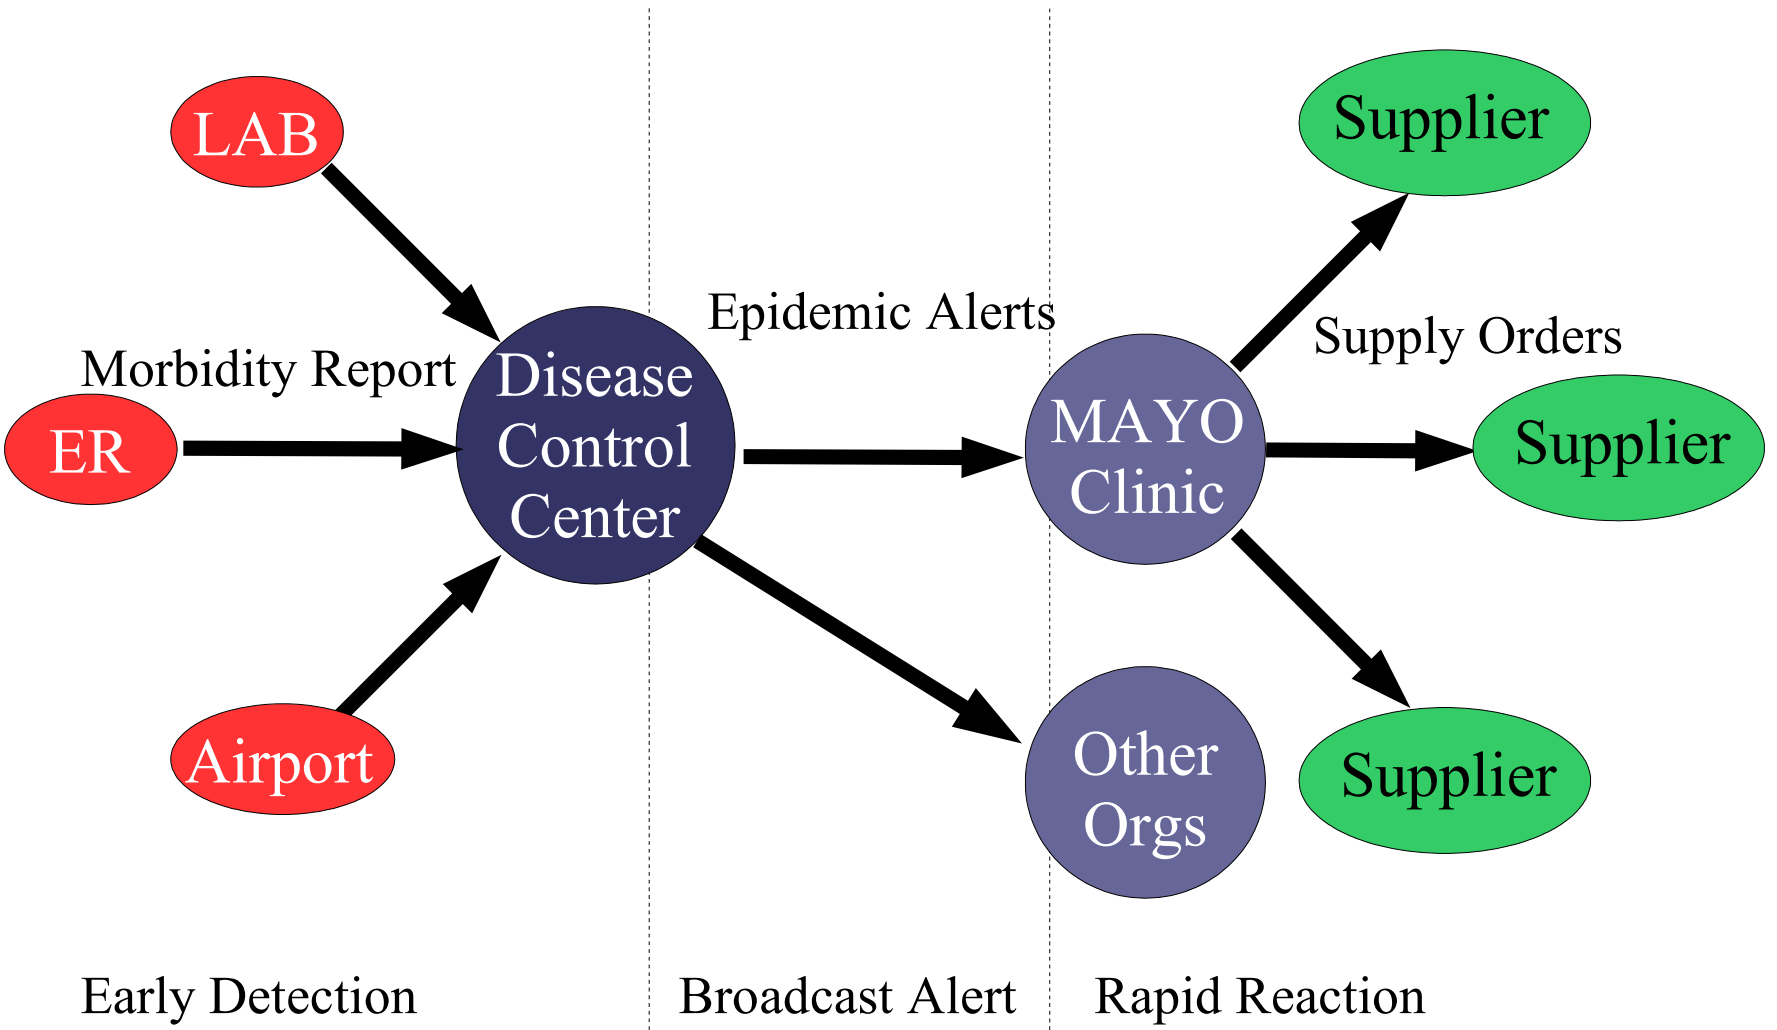 LAB
Supplier
Epidemic Alerts
Supply Orders
Morbidity Report
Disease
Control
Center
MAYO
Clinic
ER
Supplier
Airport
Other
Orgs
Supplier
Early Detection
Broadcast Alert
Rapid Reaction